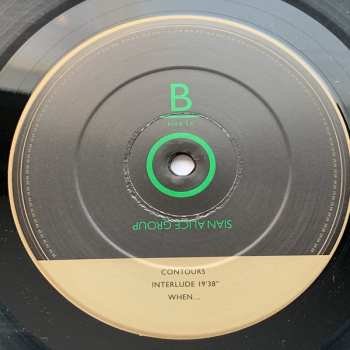 B
SIAN ALICE GROUP
CONTOURS
INTERLUDE 19'38"
WHEN...